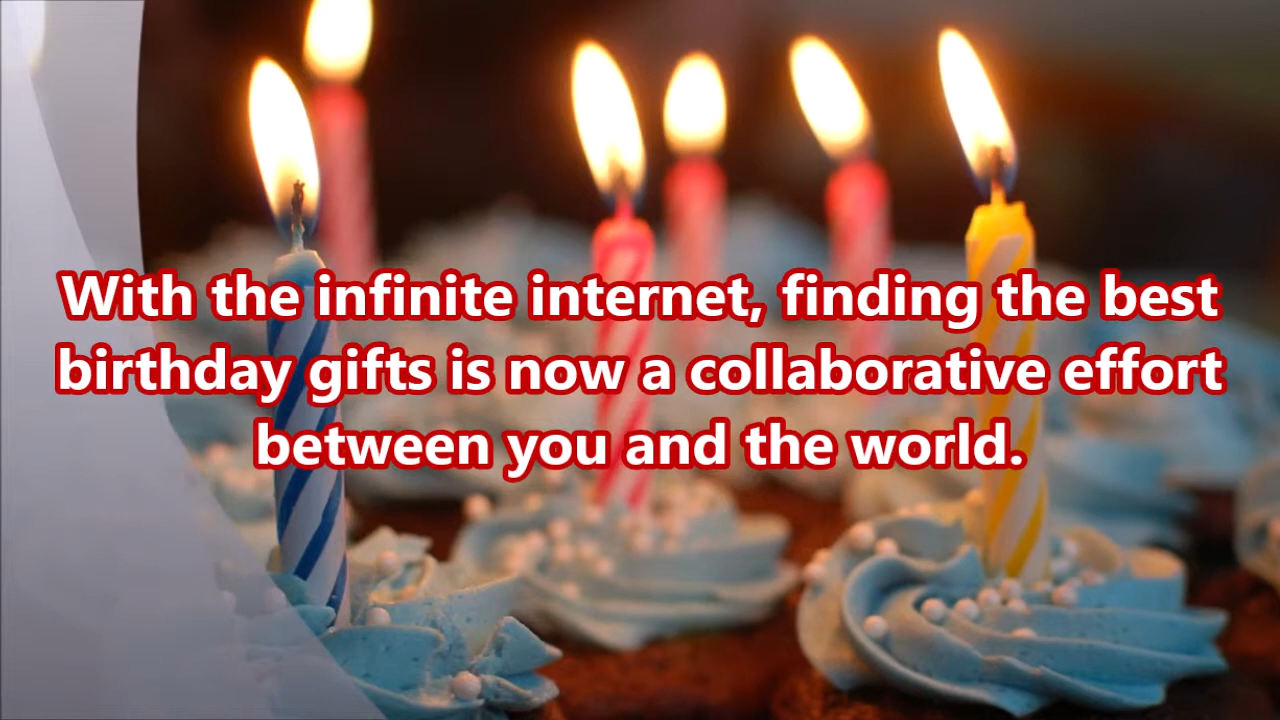 With the infinite internet, finding the best
birthday gifts is now a collaborative effort
between you and the world.